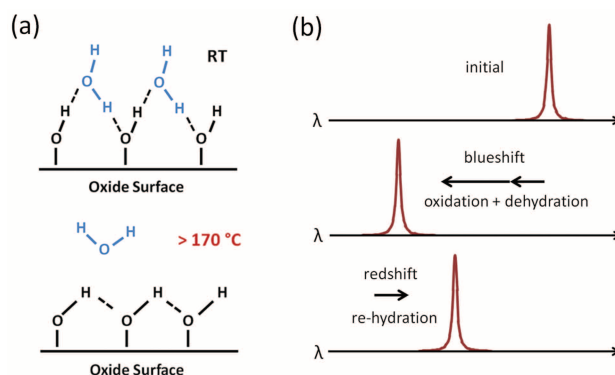 (a)
H
H
RT
O
O
H
H
H
H
H
O
O
O
Oxide Surface
H
H
O
> 170 °C
H
H
H
O
O
O
Oxide Surface
(b)
initial
λ
blueshift
oxidation + dehydration
λ
redshift
re-hydration
λ